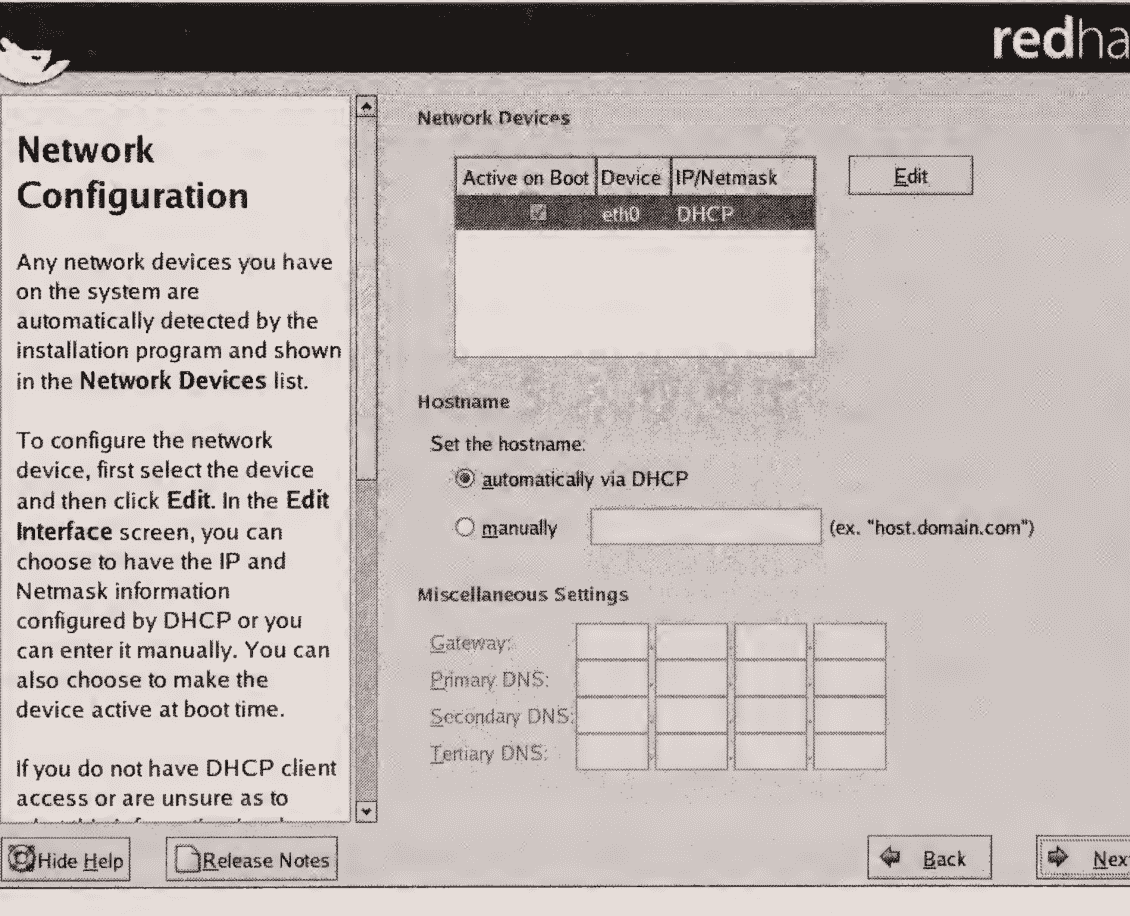 redha
Network
Configuration
Any network devices you have
on the system are
automatically detected by the
installation program and shown
in the Network Devices list.
To configure the network
device, first select the device
and then click Edit. In the Edit
Interface screen, you can
choose to have the IP and
Netmask information
configured by DHCP or you
can enter it manually. You can
also choose to make the
device active at boot time.
If you do not have DHCP client
access or are unsure as to
Network Devices
Active on Boot Device IP/Netmask
eth0 DHCP
Edit
Hostname
Set the hostname:
automatically via DHCP
manually (ex. "host.domain.com")
Miscellaneous Settings
Gateway:
Primary DNS:
Secondary DNS:
Tertiary DNS:
Hide Help
Release Notes
Back
Nex